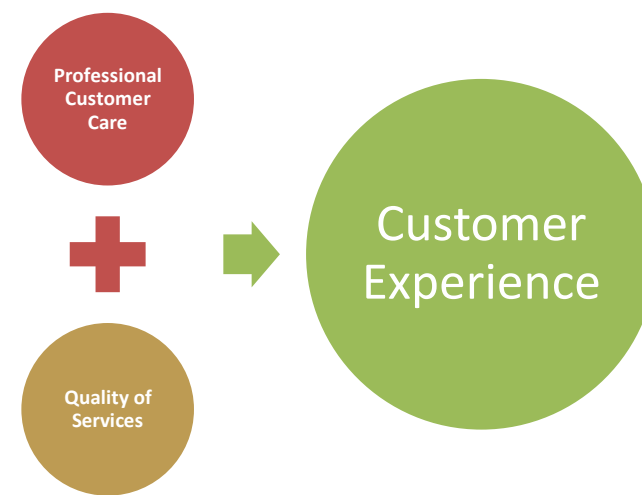 Professional
Customer
Care
Quality of
Services
Customer
Experience